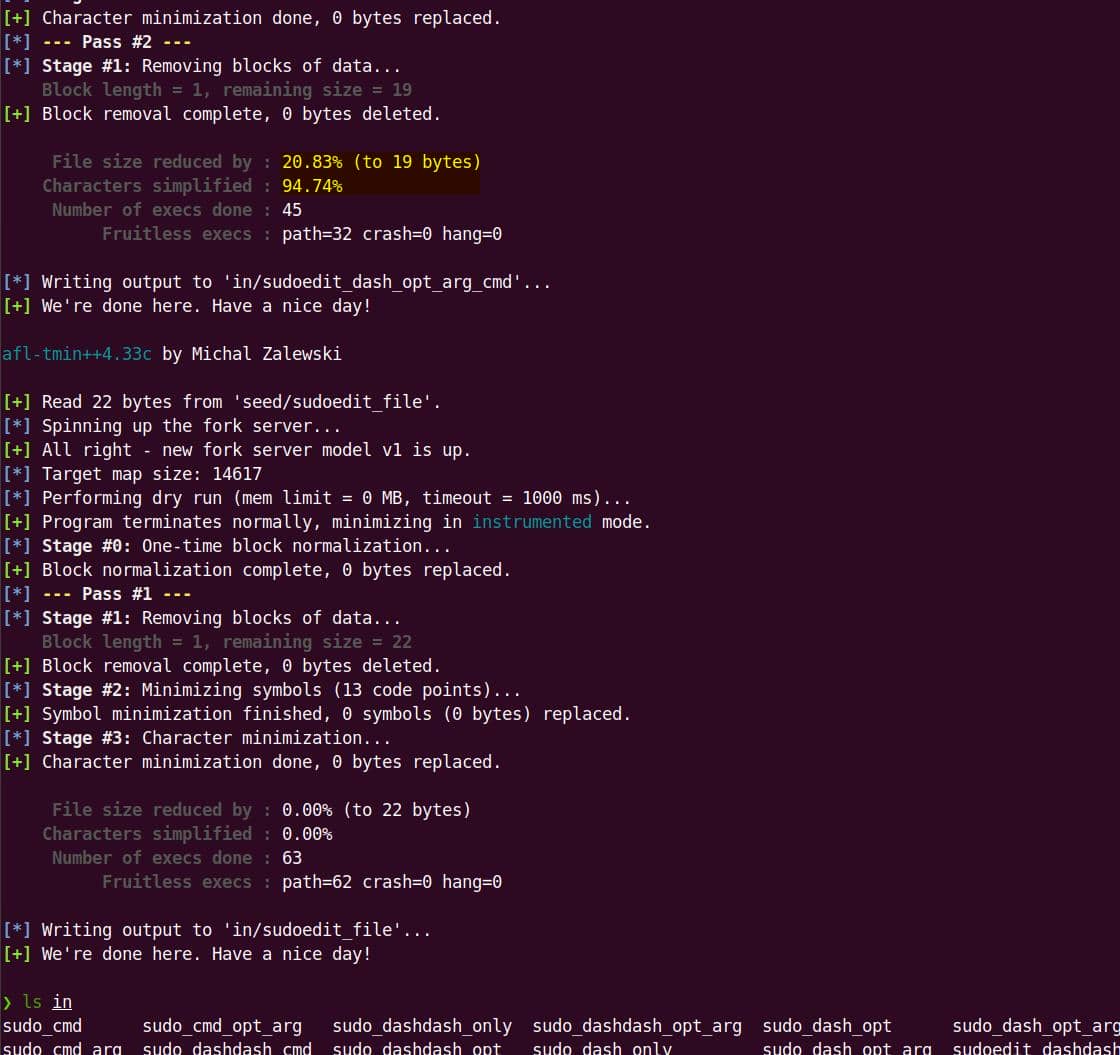 [+] Character minimization done, 0 bytes replaced.
[*] --- Pass #2 ---
[*] Stage #1: Removing blocks of data...
    Block length = 1, remaining size = 19
[+] Block removal complete, 0 bytes deleted.

     File size reduced by : 20.83% (to 19 bytes)
    Characters simplified : 94.74%
     Number of execs done : 45
          Fruitless execs : path=32 crash=0 hang=0

[*] Writing output to 'in/sudoedit_dash_opt_arg_cmd'...
[+] We're done here. Have a nice day!

afl-tmin++4.33c by Michal Zalewski

[+] Read 22 bytes from 'seed/sudoedit_file'.
[*] Spinning up the fork server...
[+] All right - new fork server model v1 is up.
[*] Target map size: 14617
[*] Performing dry run (mem limit = 0 MB, timeout = 1000 ms)...
[+] Program terminates normally, minimizing in instrumented mode.
[*] Stage #0: One-time block normalization...
[+] Block normalization complete, 0 bytes replaced.
[*] --- Pass #1 ---
[*] Stage #1: Removing blocks of data...
    Block length = 1, remaining size = 22
[+] Block removal complete, 0 bytes deleted.
[*] Stage #2: Minimizing symbols (13 code points)...
[+] Symbol minimization finished, 0 symbols (0 bytes) replaced.
[*] Stage #3: Character minimization...
[+] Character minimization done, 0 bytes replaced.

     File size reduced by : 0.00% (to 22 bytes)
    Characters simplified : 0.00%
     Number of execs done : 63
          Fruitless execs : path=62 crash=0 hang=0

[*] Writing output to 'in/sudoedit_file'...
[+] We're done here. Have a nice day!

❯ ls in
sudo_cmd      sudo_cmd_opt_arg   sudo_dashdash_only  sudo_dashdash_opt_arg  sudo_dash_opt      sudo_dash_opt_arg
sudo_cmd_arg  sudo_dashdash_cmd  sudo_dashdash_opt   sudo_dash_only         sudo_dash_opt_arg  sudoedit_dashdash